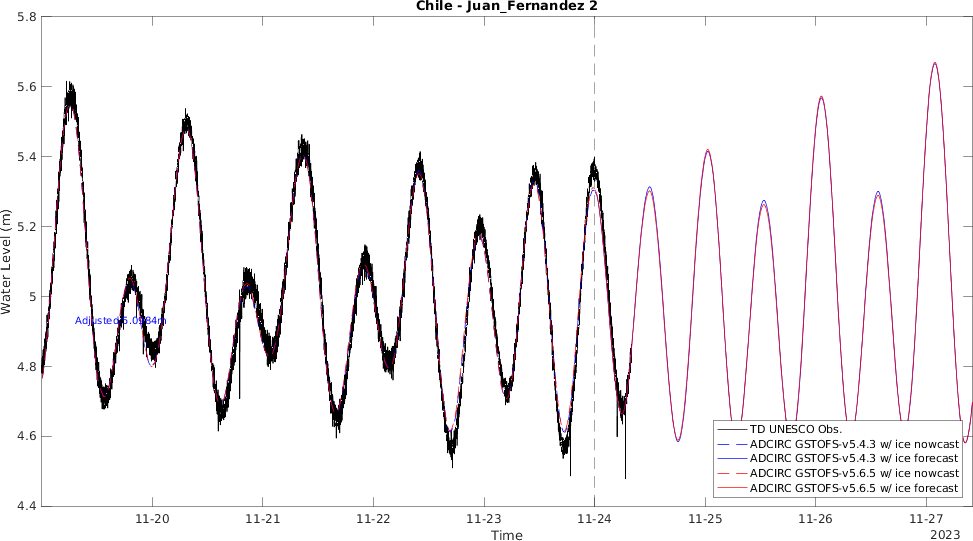 Chile - Juan_Fernandez 2
5.8
5.6
5.4
5.2
5
4.8
4.6
4.4
Water Level (m)
TD UNESCO Obs.
ADCIRC GSTOFS-v5.4.3 w/ ice nowcast
ADCIRC GSTOFS-v5.4.3 w/ ice forecast
ADCIRC GSTOFS-v5.6.5 w/ ice nowcast
ADCIRC GSTOFS-v5.6.5 w/ ice forecast
11-20 11-21 11-22 11-23 11-24 11-25 11-26 11-27
Time
2023